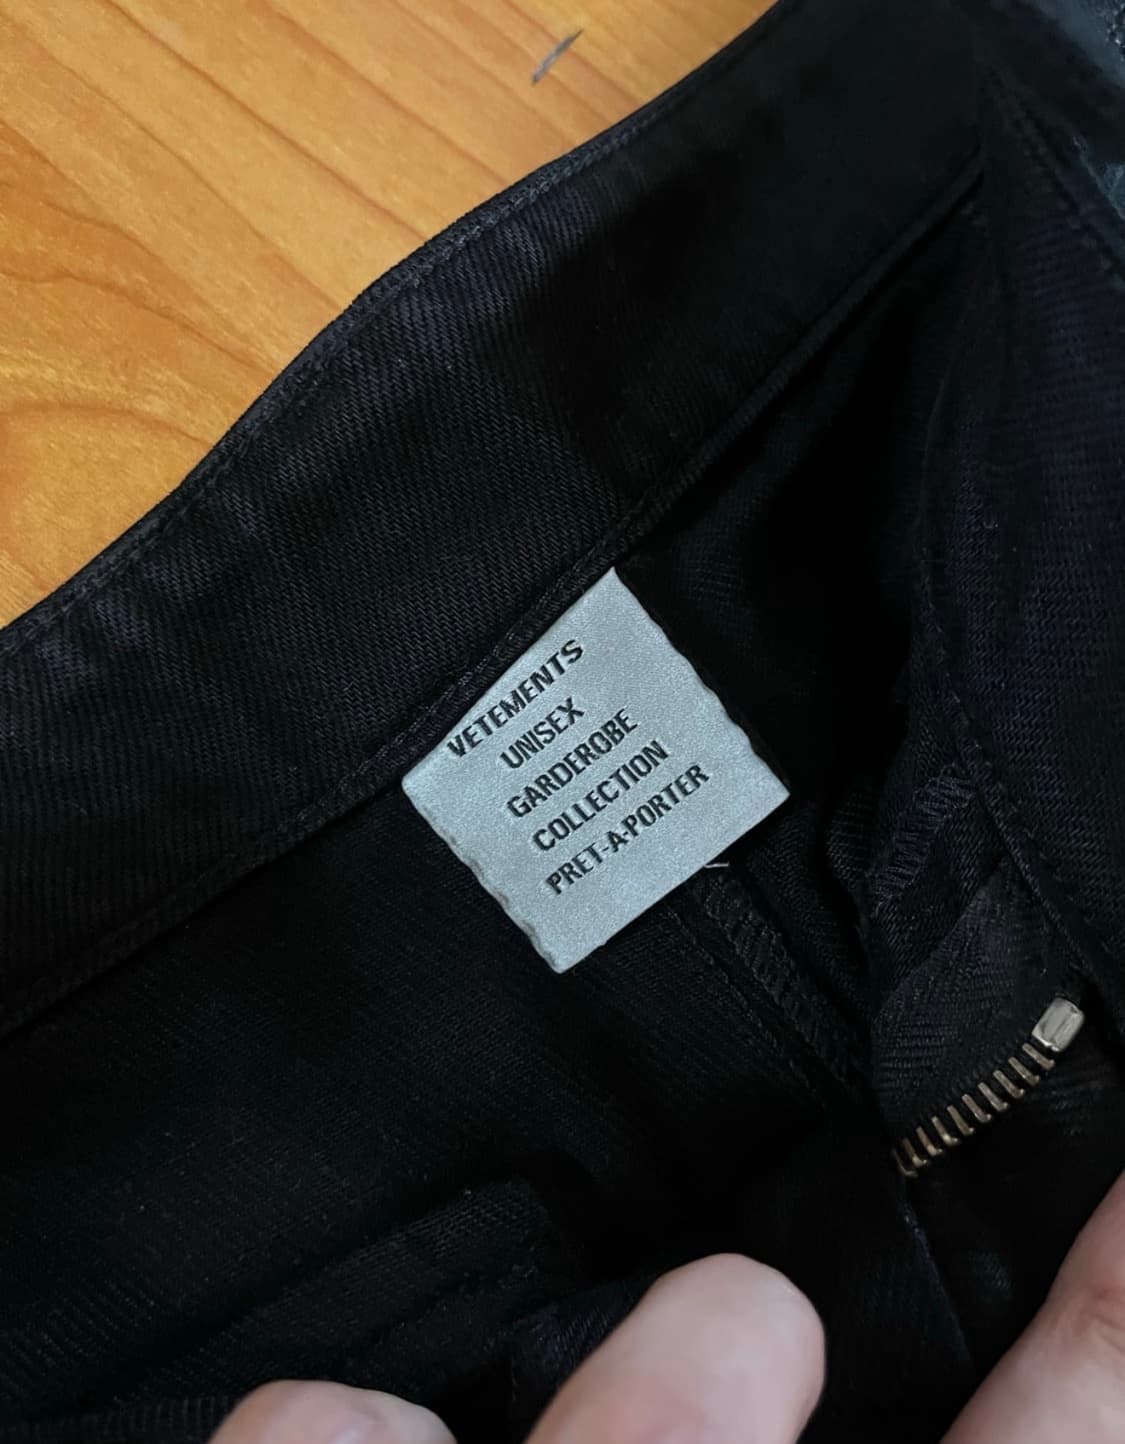 VETEMENTS
UNISEX
GARDEROBE
COLLECTION
PRET-A-PORTER